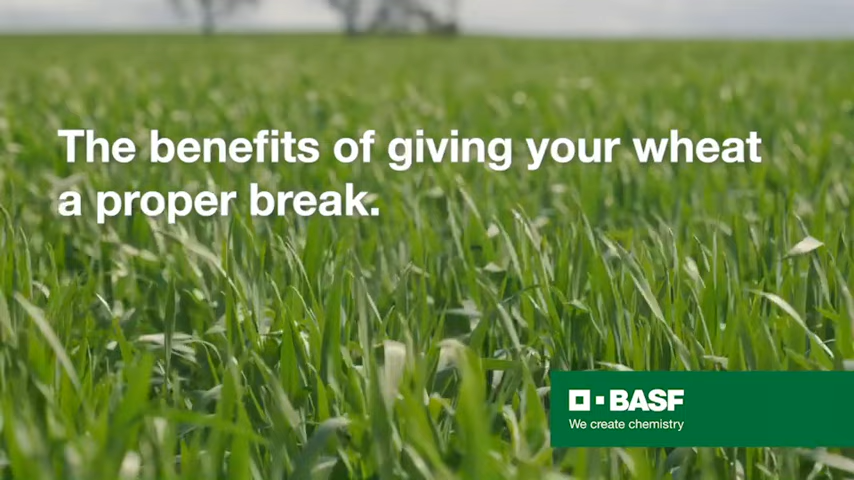 The benefits of giving your wheat
a proper break.
BASF
We create chemistry